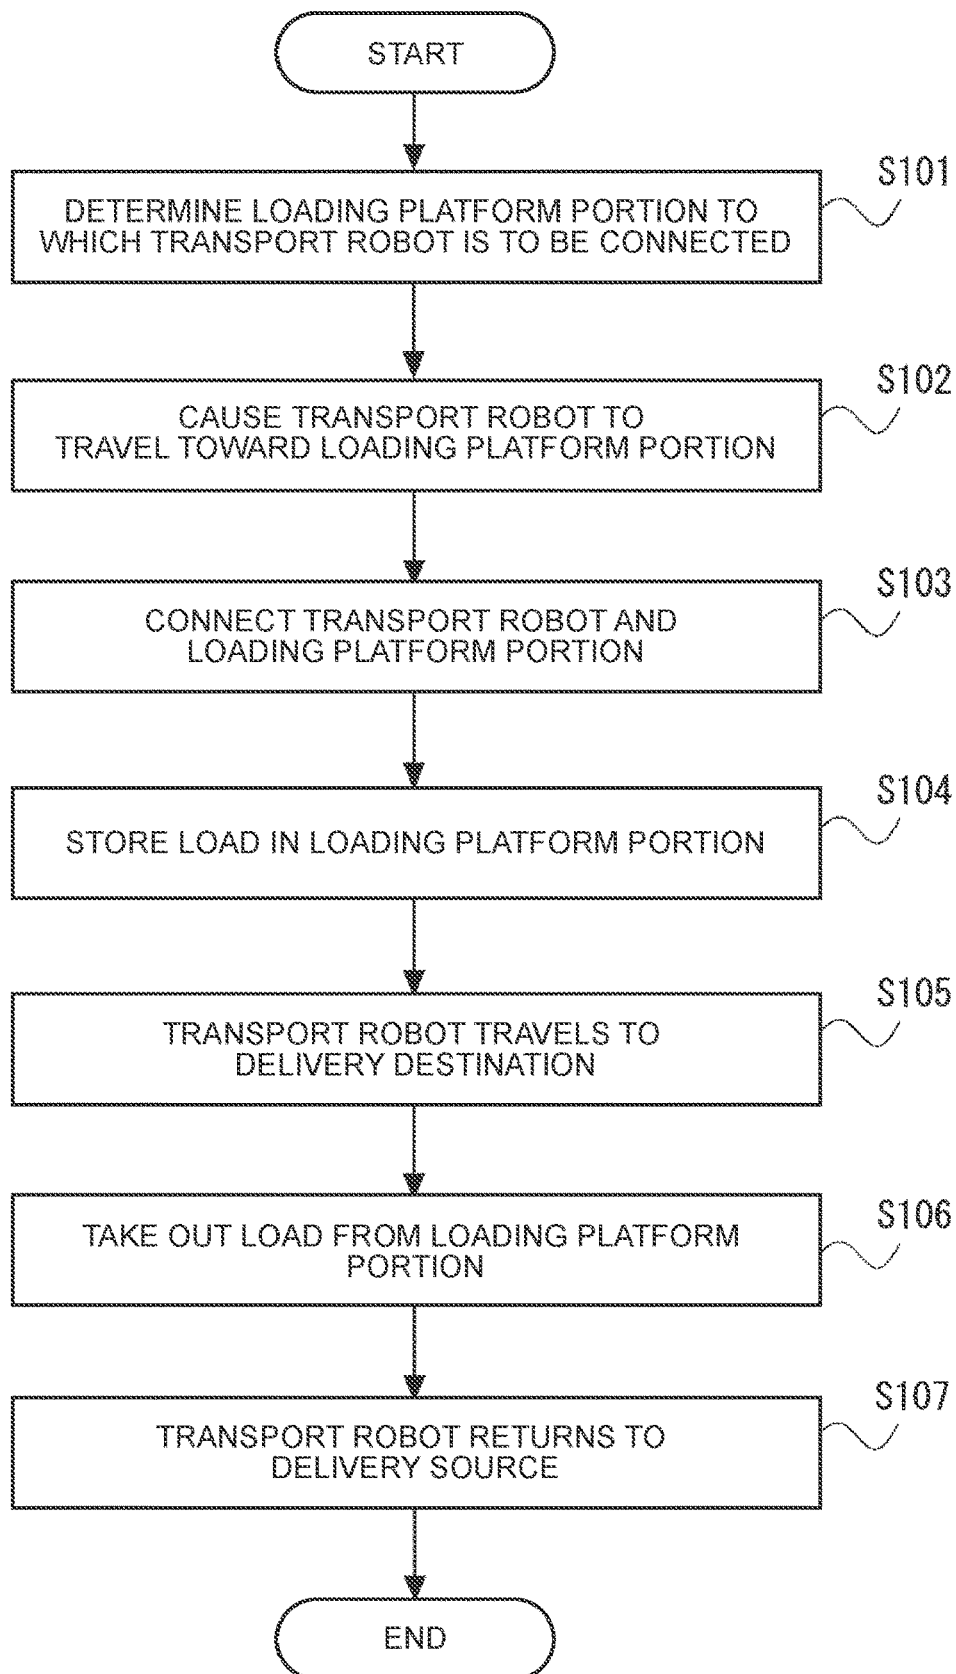 START
S101
DETERMINE LOADING PLATFORM PORTION TO
WHICH TRANSPORT ROBOT IS TO BE CONNECTED
S102
CAUSE TRANSPORT ROBOT TO
TRAVEL TOWARD LOADING PLATFORM PORTION
S103
CONNECT TRANSPORT ROBOT AND
LOADING PLATFORM PORTION
S104
STORE LOAD IN LOADING PLATFORM PORTION
S105
TRANSPORT ROBOT TRAVELS TO
DELIVERY DESTINATION
S106
TAKE OUT LOAD FROM LOADING PLATFORM
PORTION
S107
TRANSPORT ROBOT RETURNS TO
DELIVERY SOURCE
END